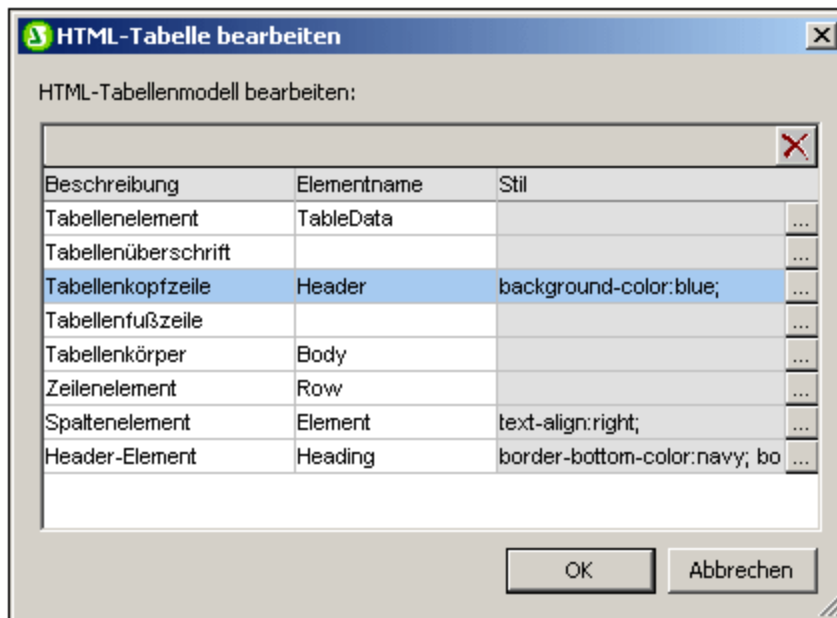 HTML-Tabelle bearbeiten
HTML-Tabellenmodell bearbeiten:
Beschreibung Elementname Stil
Tabellenelement TableData ...
Tabellenüberschrift ...
Tabellenkopfzeile Header background-color:blue; ...
Tabellenfußzeile ...
Tabellenkörper Body ...
Zeilenelement Row ...
Spaltenelement Element text-align:right; ...
Header-Element Heading border-bottom-color:navy; bo ...
OK Abbrechen